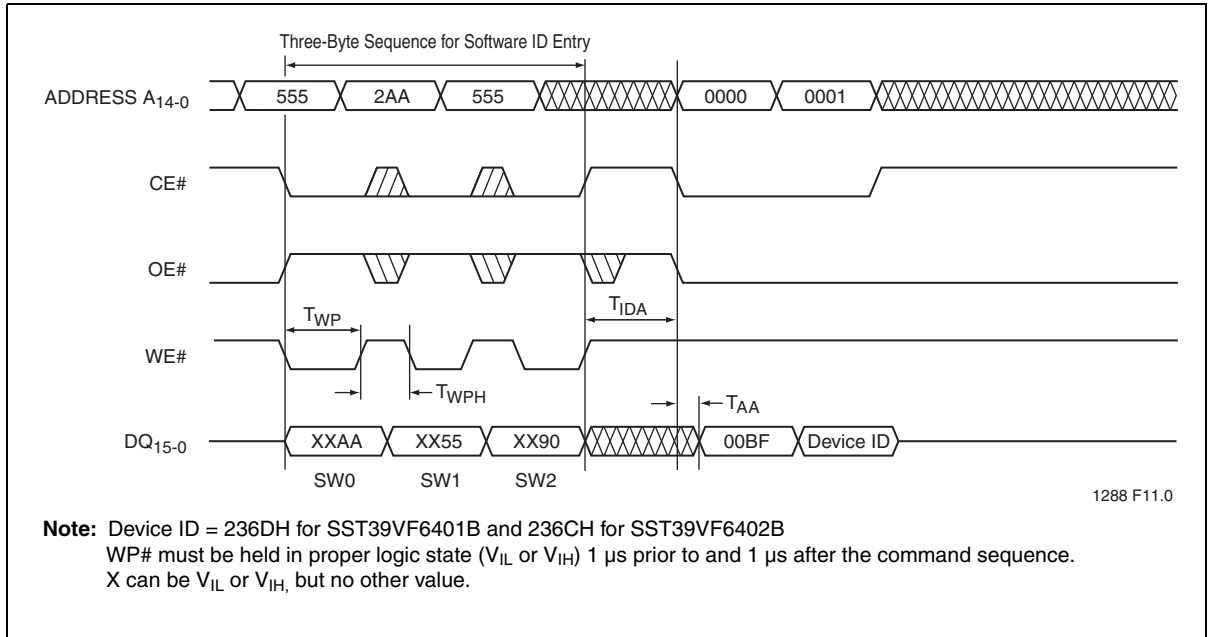 Three-Byte Sequence for Software ID Entry
ADDRESS A14-0
555 2AA 555 0000 0001
CE#
OE#
TIDA
TWP
WE#
TWPH
TAA
DQ15-0
XXAA XX55 XX90 00BF Device ID
SW0 SW1 SW2
1288 F11.0
Note: Device ID = 236DH for SST39VF6401B and 236CH for SST39VF6402B
WP# must be held in proper logic state (VIL or VIH) 1 µs prior to and 1 µs after the command sequence.
X can be VIL or VIH, but no other value.